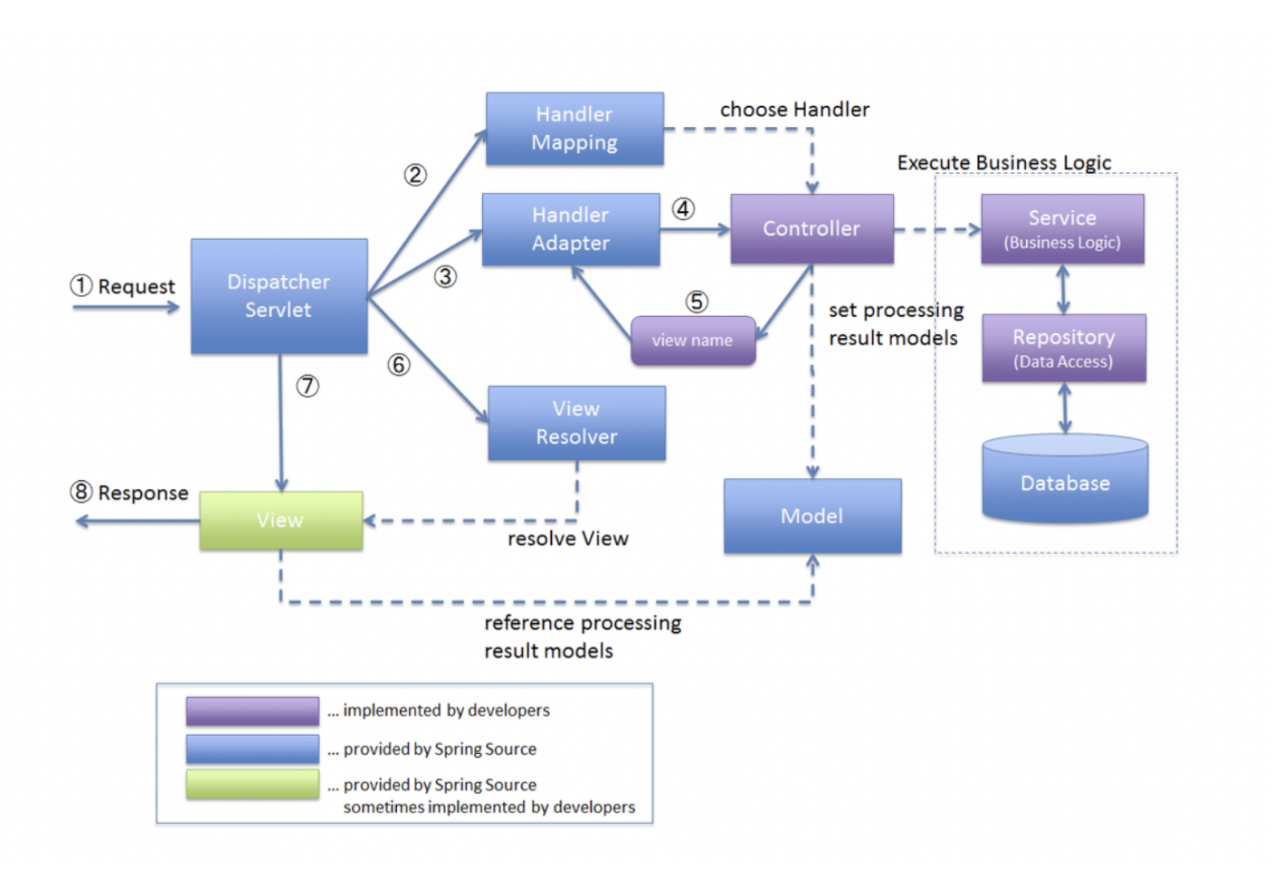 Handler
Mapping
choose Handler
②
Execute Business Logic
Handler
Adapter
④
Controller
Service
(Business Logic)
① Request
Dispatcher
Servlet
③
⑤
view name
set processing
result models
Repository
(Data Access)
⑥
⑦
View
Resolver
Database
⑧ Response
View
resolve View
Model
reference processing
result models
... implemented by developers
... provided by Spring Source
... provided by Spring Source
sometimes implemented by developers